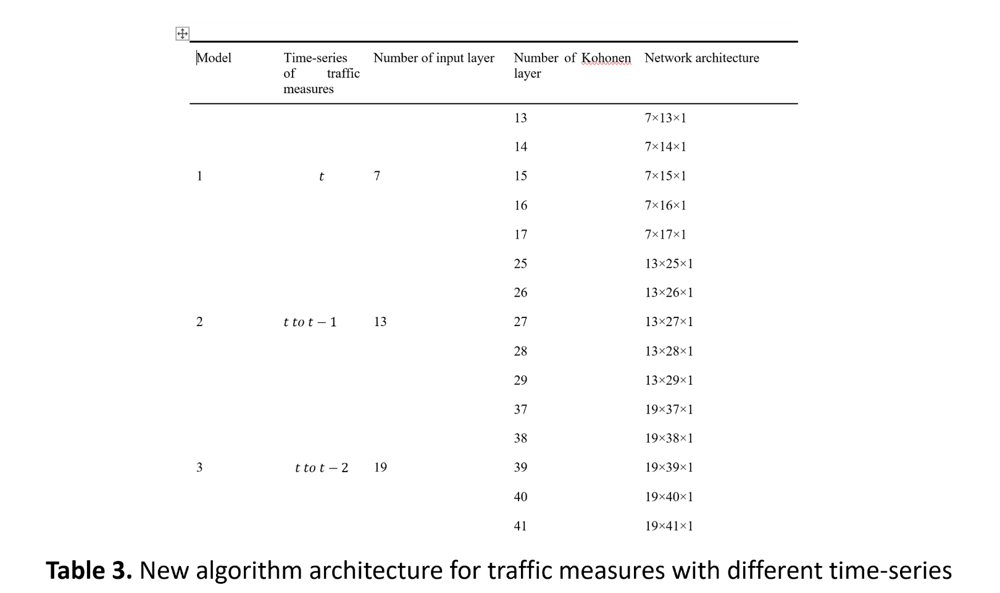 Model Time-series Number of input layer Number of Kohonen Network architecture
of traffic layer
measures
13 7×13×1
14 7×14×1
1 t 7 15 7×15×1
16 7×16×1
17 7×17×1
25 13×25×1
26 13×26×1
2 t to t − 1 13 27 13×27×1
28 13×28×1
29 13×29×1
37 19×37×1
38 19×38×1
3 t to t − 2 19 39 19×39×1
40 19×40×1
41 19×41×1
Table 3. New algorithm architecture for traffic measures with different time-series